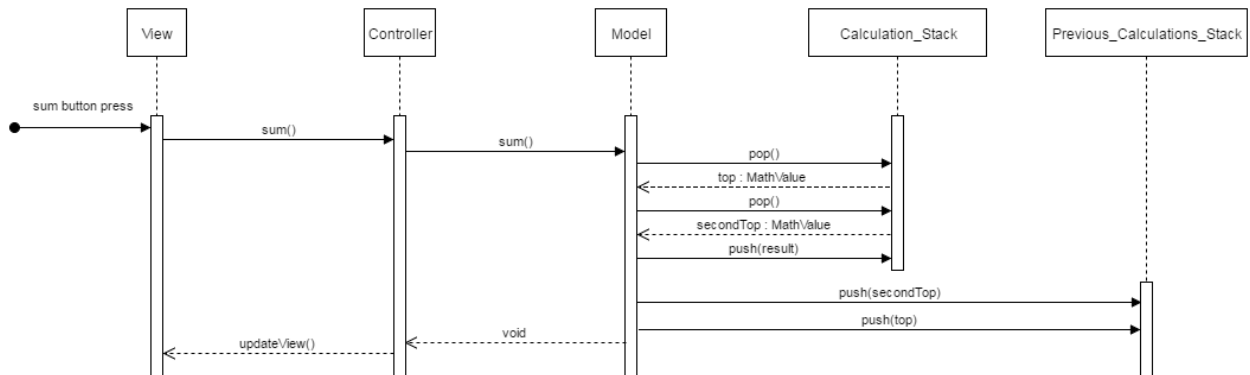 View
Controller
Model
Calculation_Stack
Previous_Calculations_Stack
sum button press
sum()
sum()
pop()
top : MathValue
pop()
secondTop : MathValue
push(result)
push(secondTop)
push(top)
void
updateView()